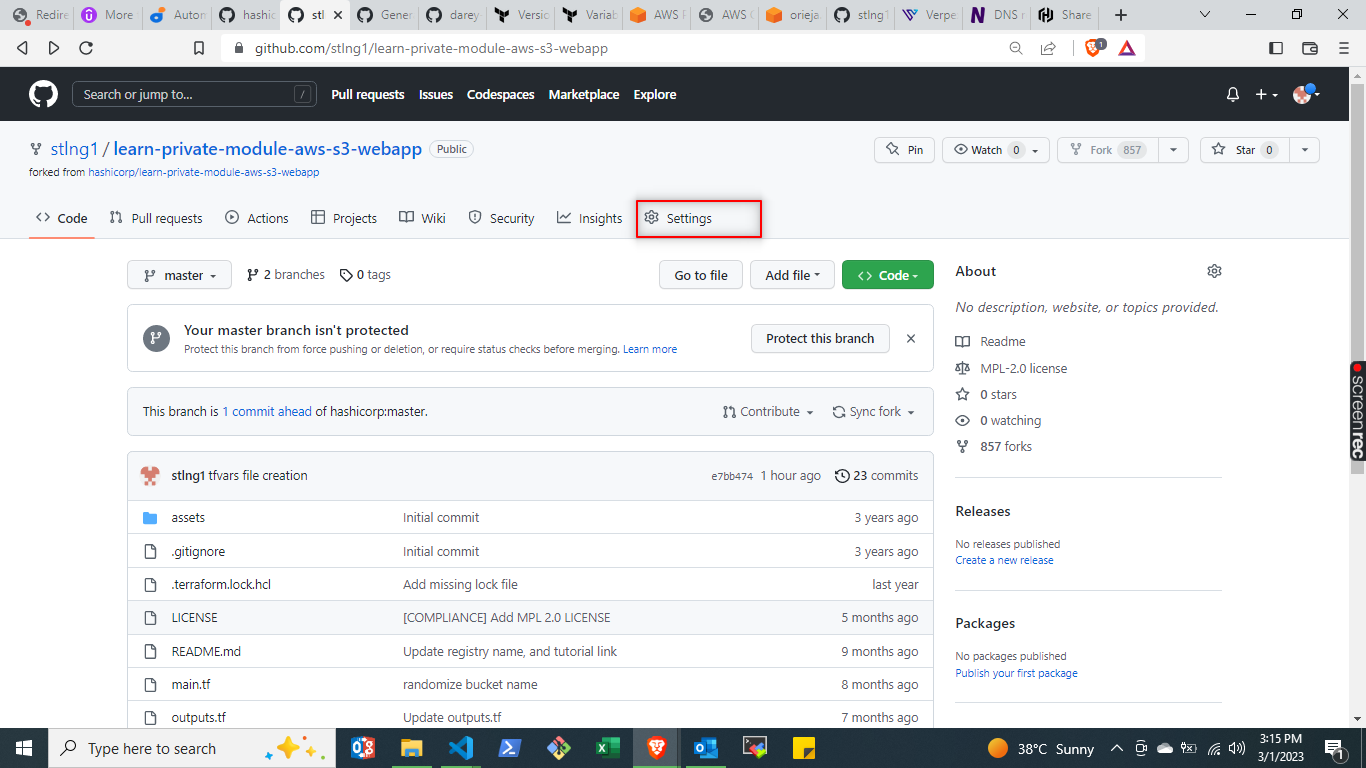 Redire
More
Auton
hashic
stl
Gener
darey-
Versio
Variab
AWS F
AWS C
orieja
stlng1
Verpe
DNS r
Share
github.com/stlng1/learn-private-module-aws-s3-webapp
1
Search or jump to...
/
Pull requests
Issues
Codespaces
Marketplace
Explore
stlng1 / learn-private-module-aws-s3-webapp
Public
Pin
Watch 0
Fork 857
Star 0
forked from hashicorp/learn-private-module-aws-s3-webapp
Code
Pull requests
Actions
Projects
Wiki
Security
Insights
Settings
master
2 branches
0 tags
Go to file
Add file
Code
Your master branch isn't protected
Protect this branch from force pushing or deletion, or require status checks before merging. Learn more
Protect this branch
This branch is 1 commit ahead of hashicorp:master.
Contribute
Sync fork
stlng1 tfvars file creation
e7bb474 1 hour ago
23 commits
assets
Initial commit
3 years ago
.gitignore
Initial commit
3 years ago
.terraform.lock.hcl
Add missing lock file
last year
LICENSE
[COMPLIANCE] Add MPL 2.0 LICENSE
5 months ago
README.md
Update registry name, and tutorial link
9 months ago
main.tf
randomize bucket name
8 months ago
outputs.tf
Update outputs.tf
7 months ago
About
No description, website, or topics provided.
Readme
MPL-2.0 license
0 stars
0 watching
857 forks
Releases
No releases published
Create a new release
Packages
No packages published
Publish your first package
screenrec
Type here to search
38°C Sunny
3:15 PM
3/1/2023
1